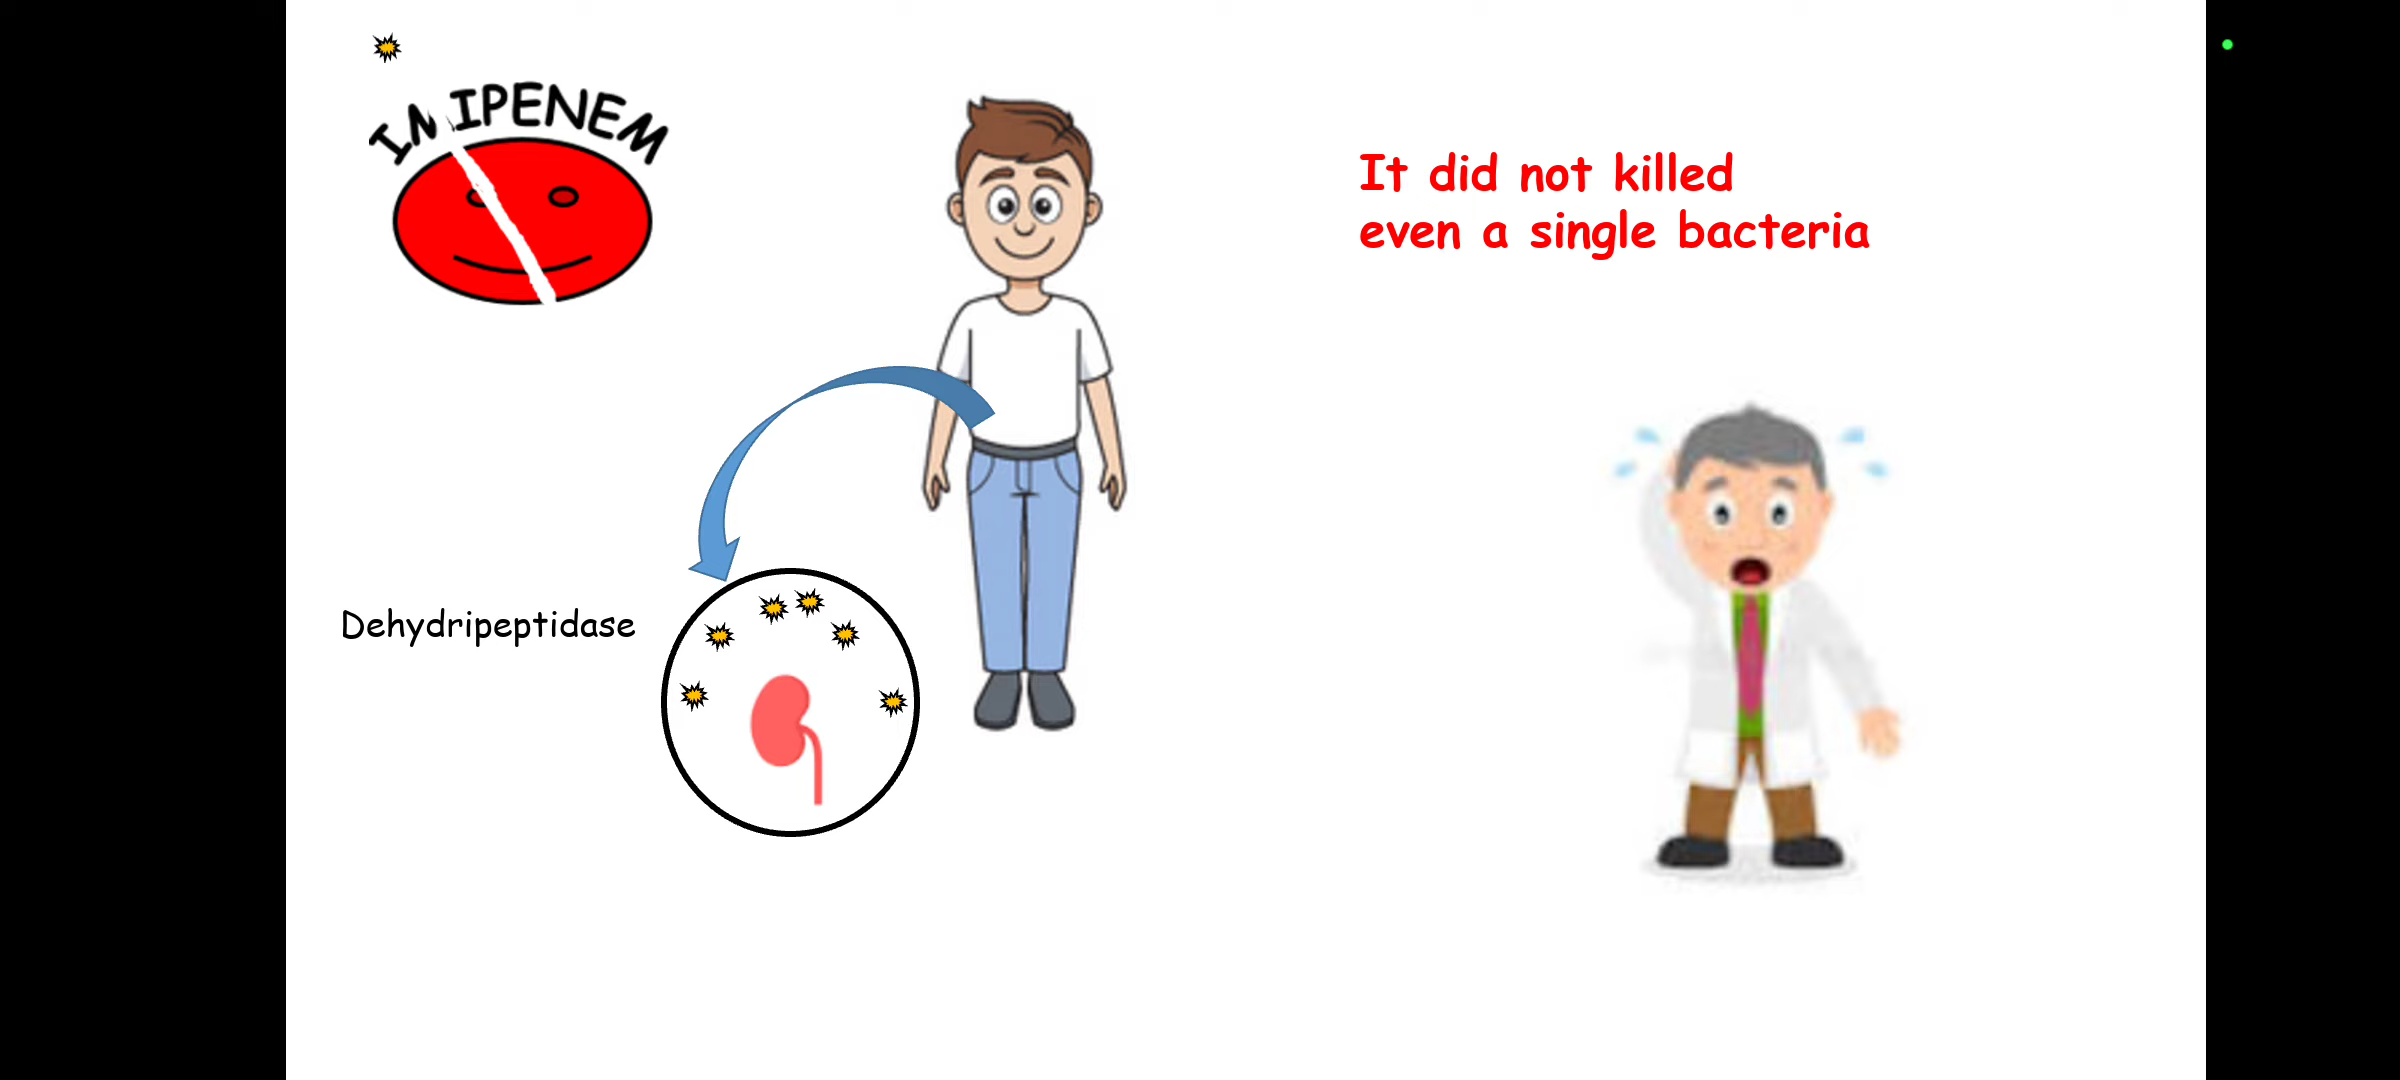 IMIPENEM
It did not killed
even a single bacteria
Dehydripeptidase